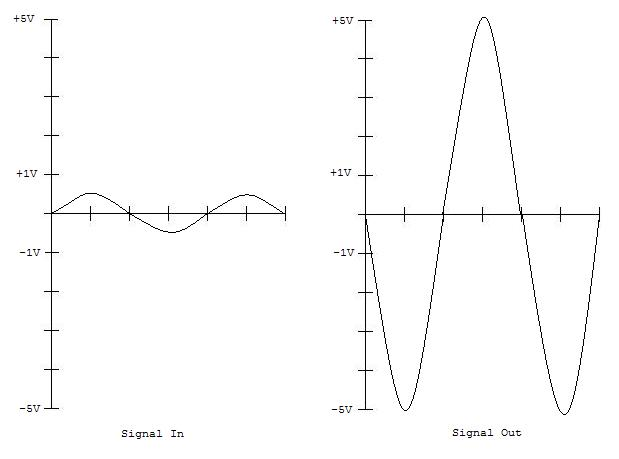 +5V
+1V
-1V
-5V
Signal In
+5V
+1V
-1V
-5V
Signal Out